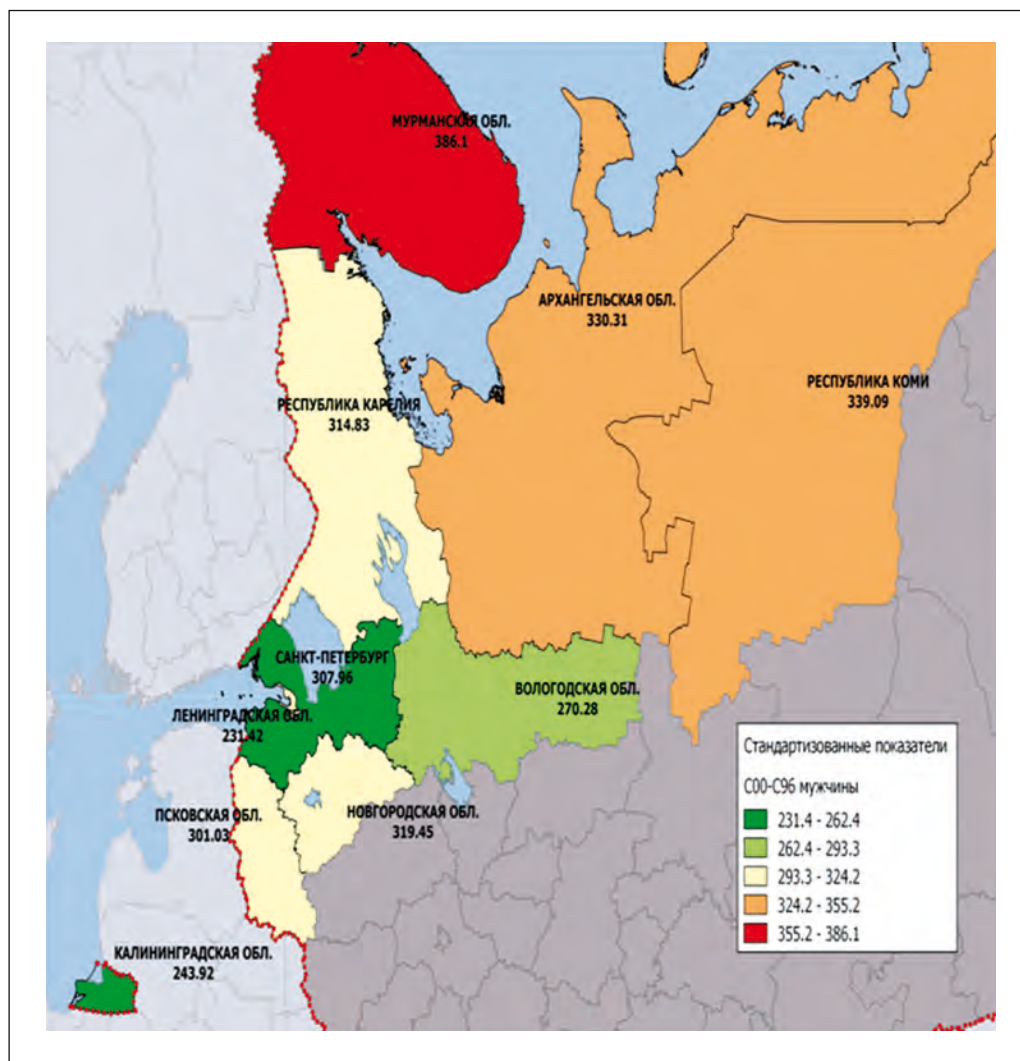 МУРМАНСКАЯ ОБЛ.
386.1
АРХАНГЕЛЬСКАЯ ОБЛ.
330.31
РЕСПУБЛИКА КОМИ
339.09
РЕСПУБЛИКА КАРЕЛИЯ
314.83
САНКТ-ПЕТЕРБУРГ
307.96
ВОЛОГОДСКАЯ ОБЛ.
270.28
ЛЕНИНГРАДСКАЯ ОБЛ.
231.42
ПСКОВСКАЯ ОБЛ.
301.03
НОВГОРОДСКАЯ ОБЛ.
319.45
КАЛИНИНГРАДСКАЯ ОБЛ.
243.92
Стандартизованные показатели
С00-С96 мужчины
231.4 - 262.4
262.4 - 293.3
293.3 - 324.2
324.2 - 355.2
355.2 - 386.1